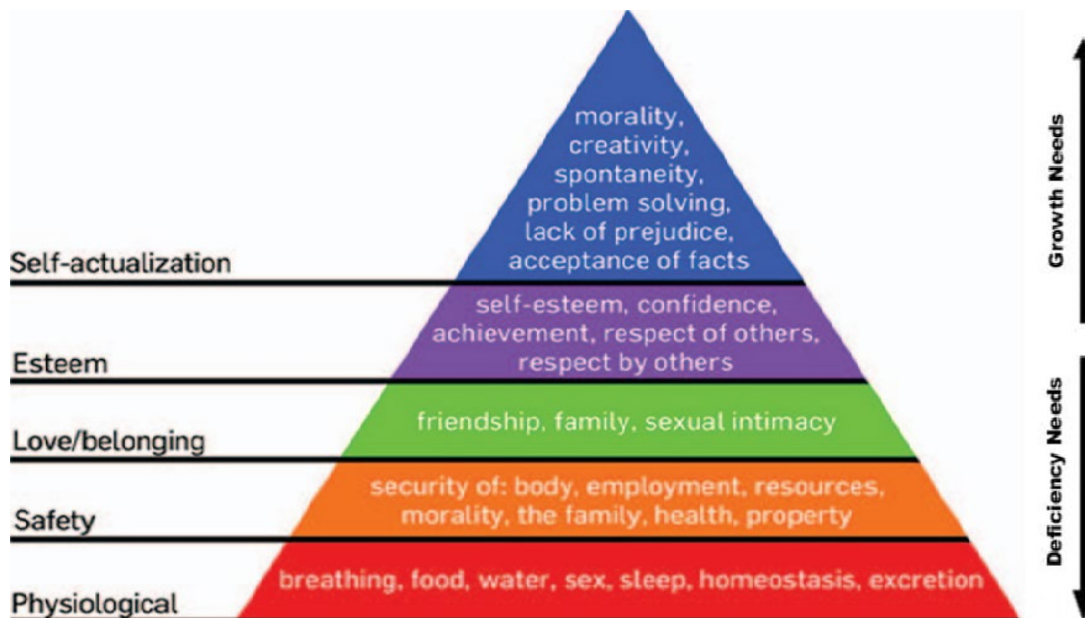 morality,
creativity,
spontaneity,
problem solving,
lack of prejudice,
acceptance of facts
Self-actualization
self-esteem, confidence,
achievement, respect of others,
respect by others
Esteem
friendship, family, sexual intimacy
Love/belonging
security of: body, employment, resources,
morality, the family, health, property
Safety
breathing, food, water, sex, sleep, homeostasis, excretion
Physiological
Growth Needs
Deficiency Needs